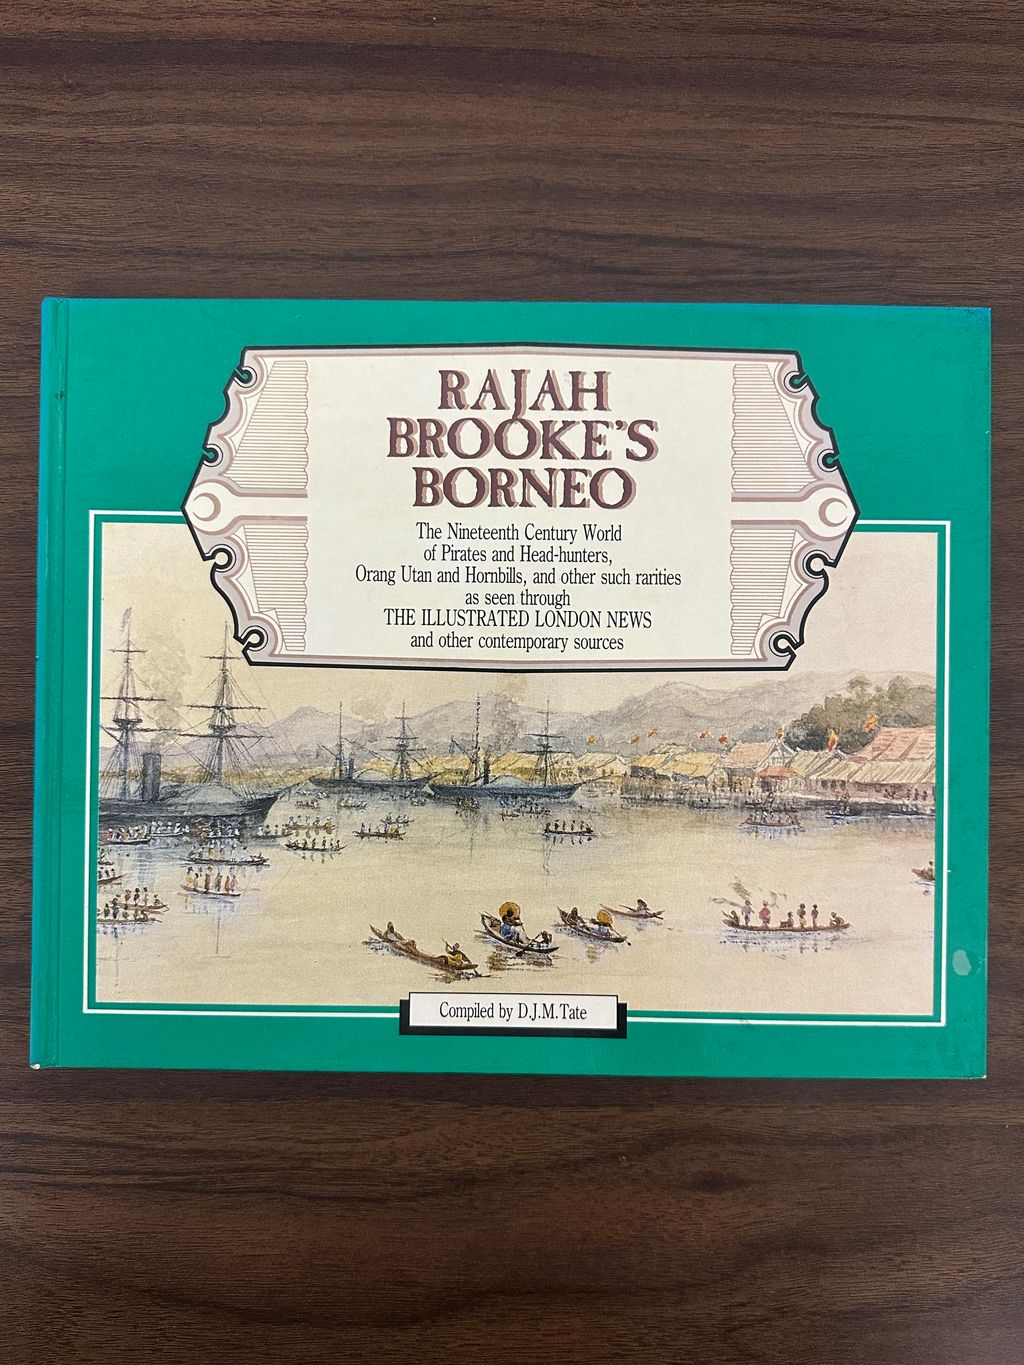 RAJAH
BROOKE'S
BORNEO
The Nineteenth Century World
of Pirates and Head-hunters,
Orang Utan and Hornbills, and other such rarities
as seen through
THE ILLUSTRATED LONDON NEWS
and other contemporary sources
Compiled by D.J.M.Tate